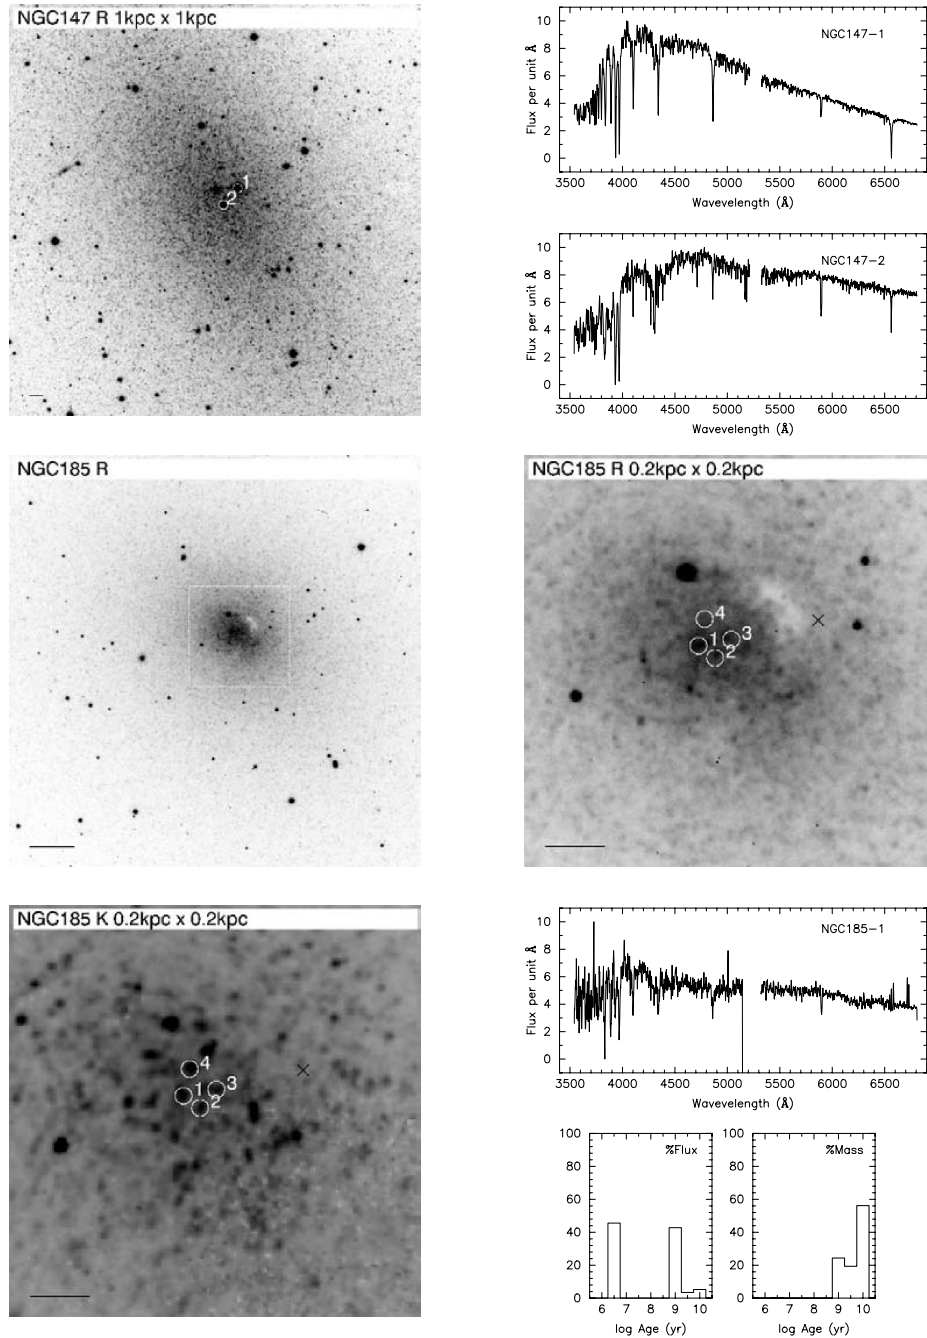 NGC147 R 1kpc x 1kpc
1
2
NGC147-1
Flux per unit Å
10
8
6
4
2
0
3500 4000 4500 5000 5500 6000 6500
Wavelength (Å)
NGC147-2
Flux per unit Å
10
8
6
4
2
0
3500 4000 4500 5000 5500 6000 6500
Wavelength (Å)
NGC185 R
NGC185 R 0.2kpc x 0.2kpc
4
3
1
2
NGC185 K 0.2kpc x 0.2kpc
4
3
1
2
NGC185-1
Flux per unit Å
10
8
6
4
2
0
3500 4000 4500 5000 5500 6000 6500
Wavelength (Å)
%Flux
100
80
60
40
20
0
6 7 8 9 10
log Age (yr)
%Mass
100
80
60
40
20
0
6 7 8 9 10
log Age (yr)